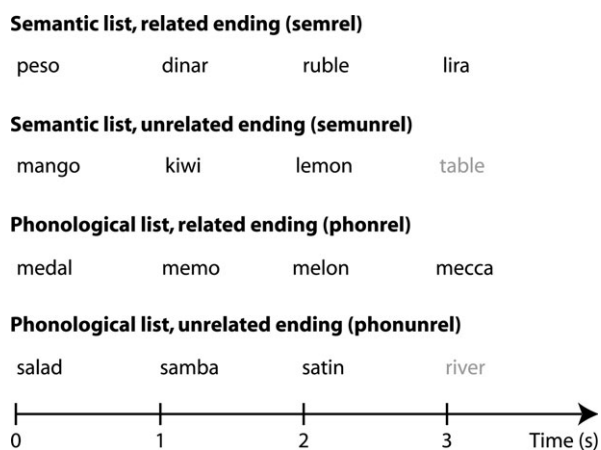 Semantic list, related ending (semrel)
peso dinar ruble lira
Semantic list, unrelated ending (semunrel)
mango kiwi lemon table
Phonological list, related ending (phonrel)
medal memo melon mecca
Phonological list, unrelated ending (phonunrel)
salad samba satin river
0 1 2 3 Time (s)